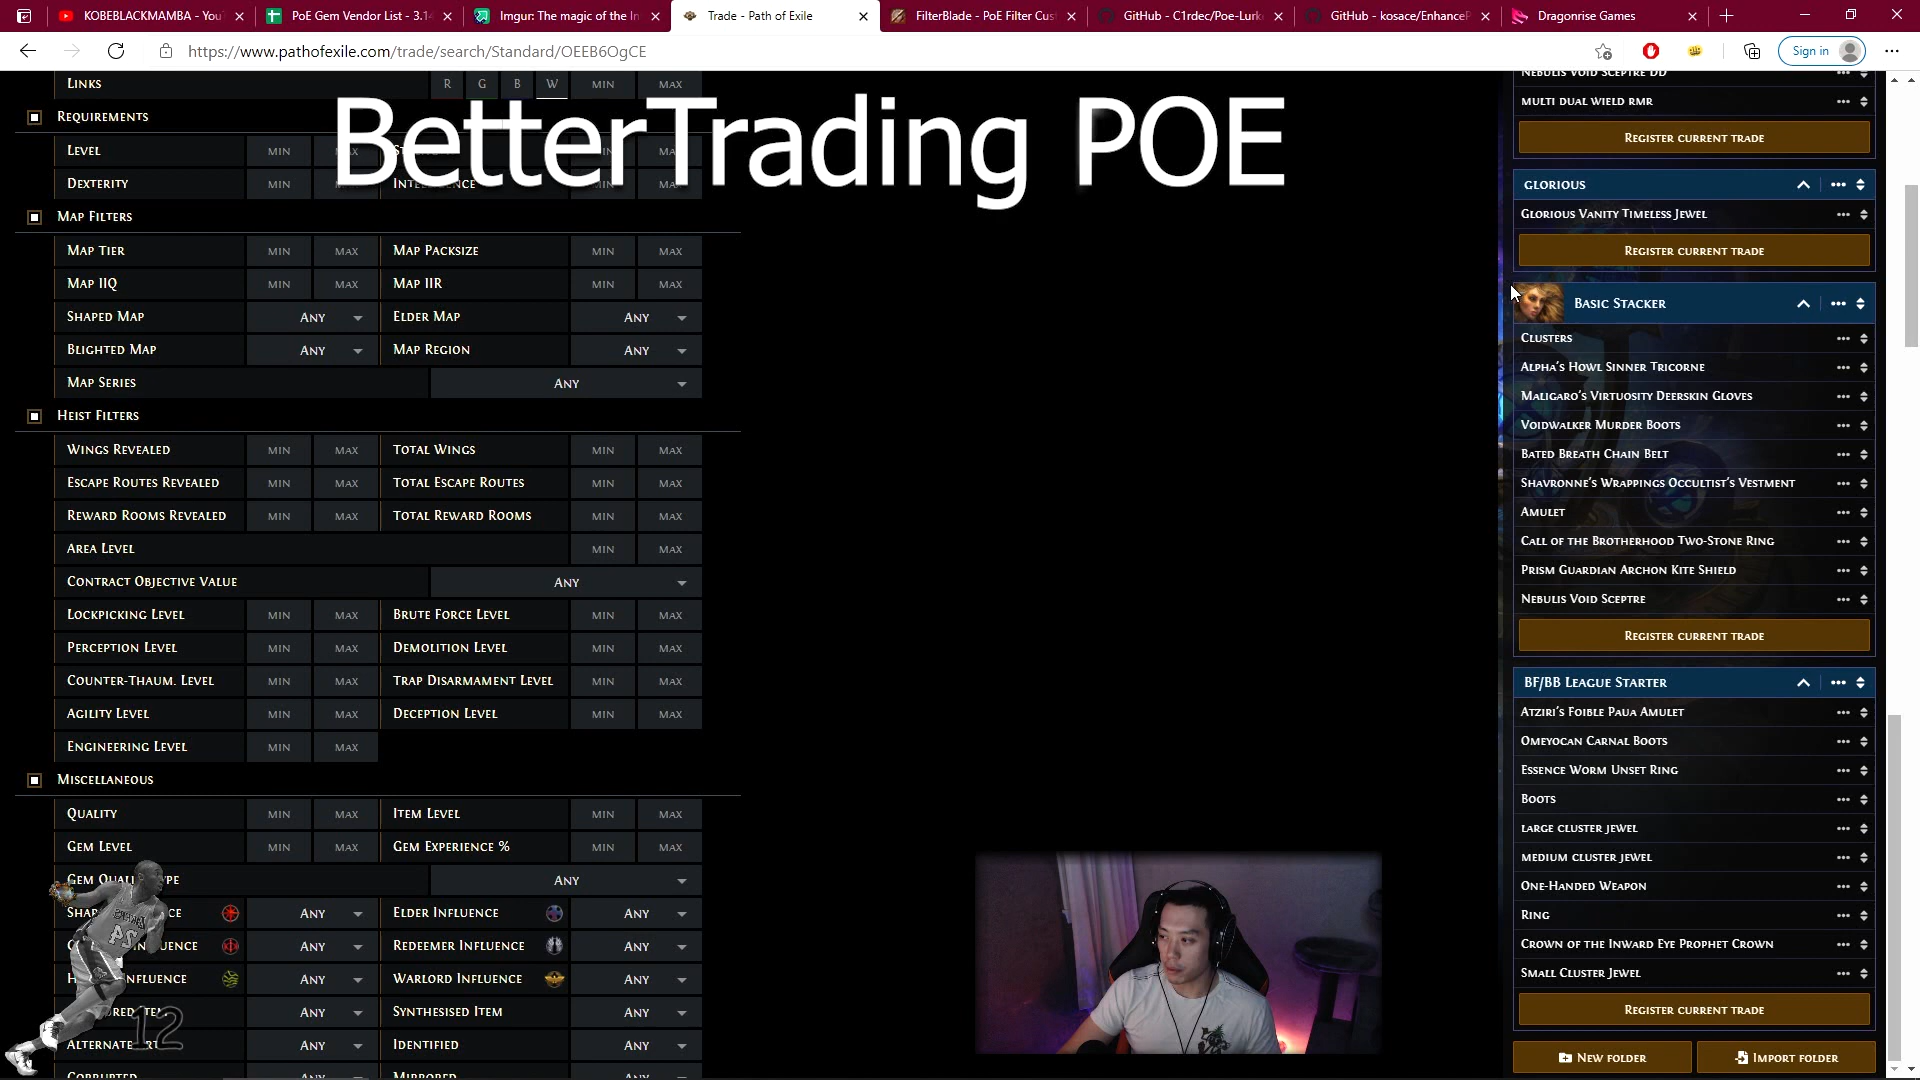 KOBEBLACKMAMBA - You
PoE Gem Vendor List - 3.14
Imgur: The magic of the In
Trade - Path of Exile
FilterBlade - PoE Filter Cus
GitHub - C1rdec/Poe-Lurk
GitHub - kosace/EnhanceP
Dragonrise Games
https://www.pathofexile.com/trade/search/Standard/OEEB6OgCE
Sign in
Links R G B W MIN MAX
BetterTrading POE
Requirements
Level MIN
Dexterity MIN
Map Filters
Map Tier MIN MAX Map Packsize MIN MAX
Map IIQ MIN MAX Map IIR MIN MAX
Shaped Map Any Elder Map Any
Blighted Map Any Map Region Any
Map Series Any
Heist Filters
Wings Revealed MIN MAX Total Wings MIN MAX
Escape Routes Revealed MIN MAX Total Escape Routes MIN MAX
Reward Rooms Revealed MIN MAX Total Reward Rooms MIN MAX
Area Level MIN MAX
Contract Objective Value Any
Lockpicking Level MIN MAX Brute Force Level MIN MAX
Perception Level MIN MAX Demolition Level MIN MAX
Counter-Thaum. Level MIN MAX Trap Disarmament Level MIN MAX
Agility Level MIN MAX Deception Level MIN MAX
Engineering Level MIN MAX
Miscellaneous
Quality MIN MAX Item Level MIN MAX
Gem Level MIN MAX Gem Experience % MIN MAX
Gem Any
Any Elder Influence Any
Any Redeemer Influence Any
Any Warlord Influence Any
Any Synthesised Item Any
Alternate Any Identified Any
Corrupted Any Mirrored Any
24
12
Nebulis Void Sceptre DD
multi dual wield rmr
Register current trade
glorious
Glorious Vanity Timeless Jewel
Register current trade
Basic Stacker
Clusters
Alpha's Howl Sinner Tricorne
Maligaro's Virtuosity Deerskin Gloves
Voidwalker Murder Boots
Bated Breath Chain Belt
Shavronne's Wrappings Occultist's Vestment
Amulet
Call of the Brotherhood Two-Stone Ring
Prism Guardian Archon Kite Shield
Nebulis Void Sceptre
Register current trade
BF/BB League Starter
Atziri's Foible Paua Amulet
Omeyocan Carnal Boots
Essence Worm Unset Ring
Boots
large cluster jewel
medium cluster jewel
One-Handed Weapon
Ring
Crown of the Inward Eye Prophet Crown
Small Cluster Jewel
Register current trade
New folder
Import folder